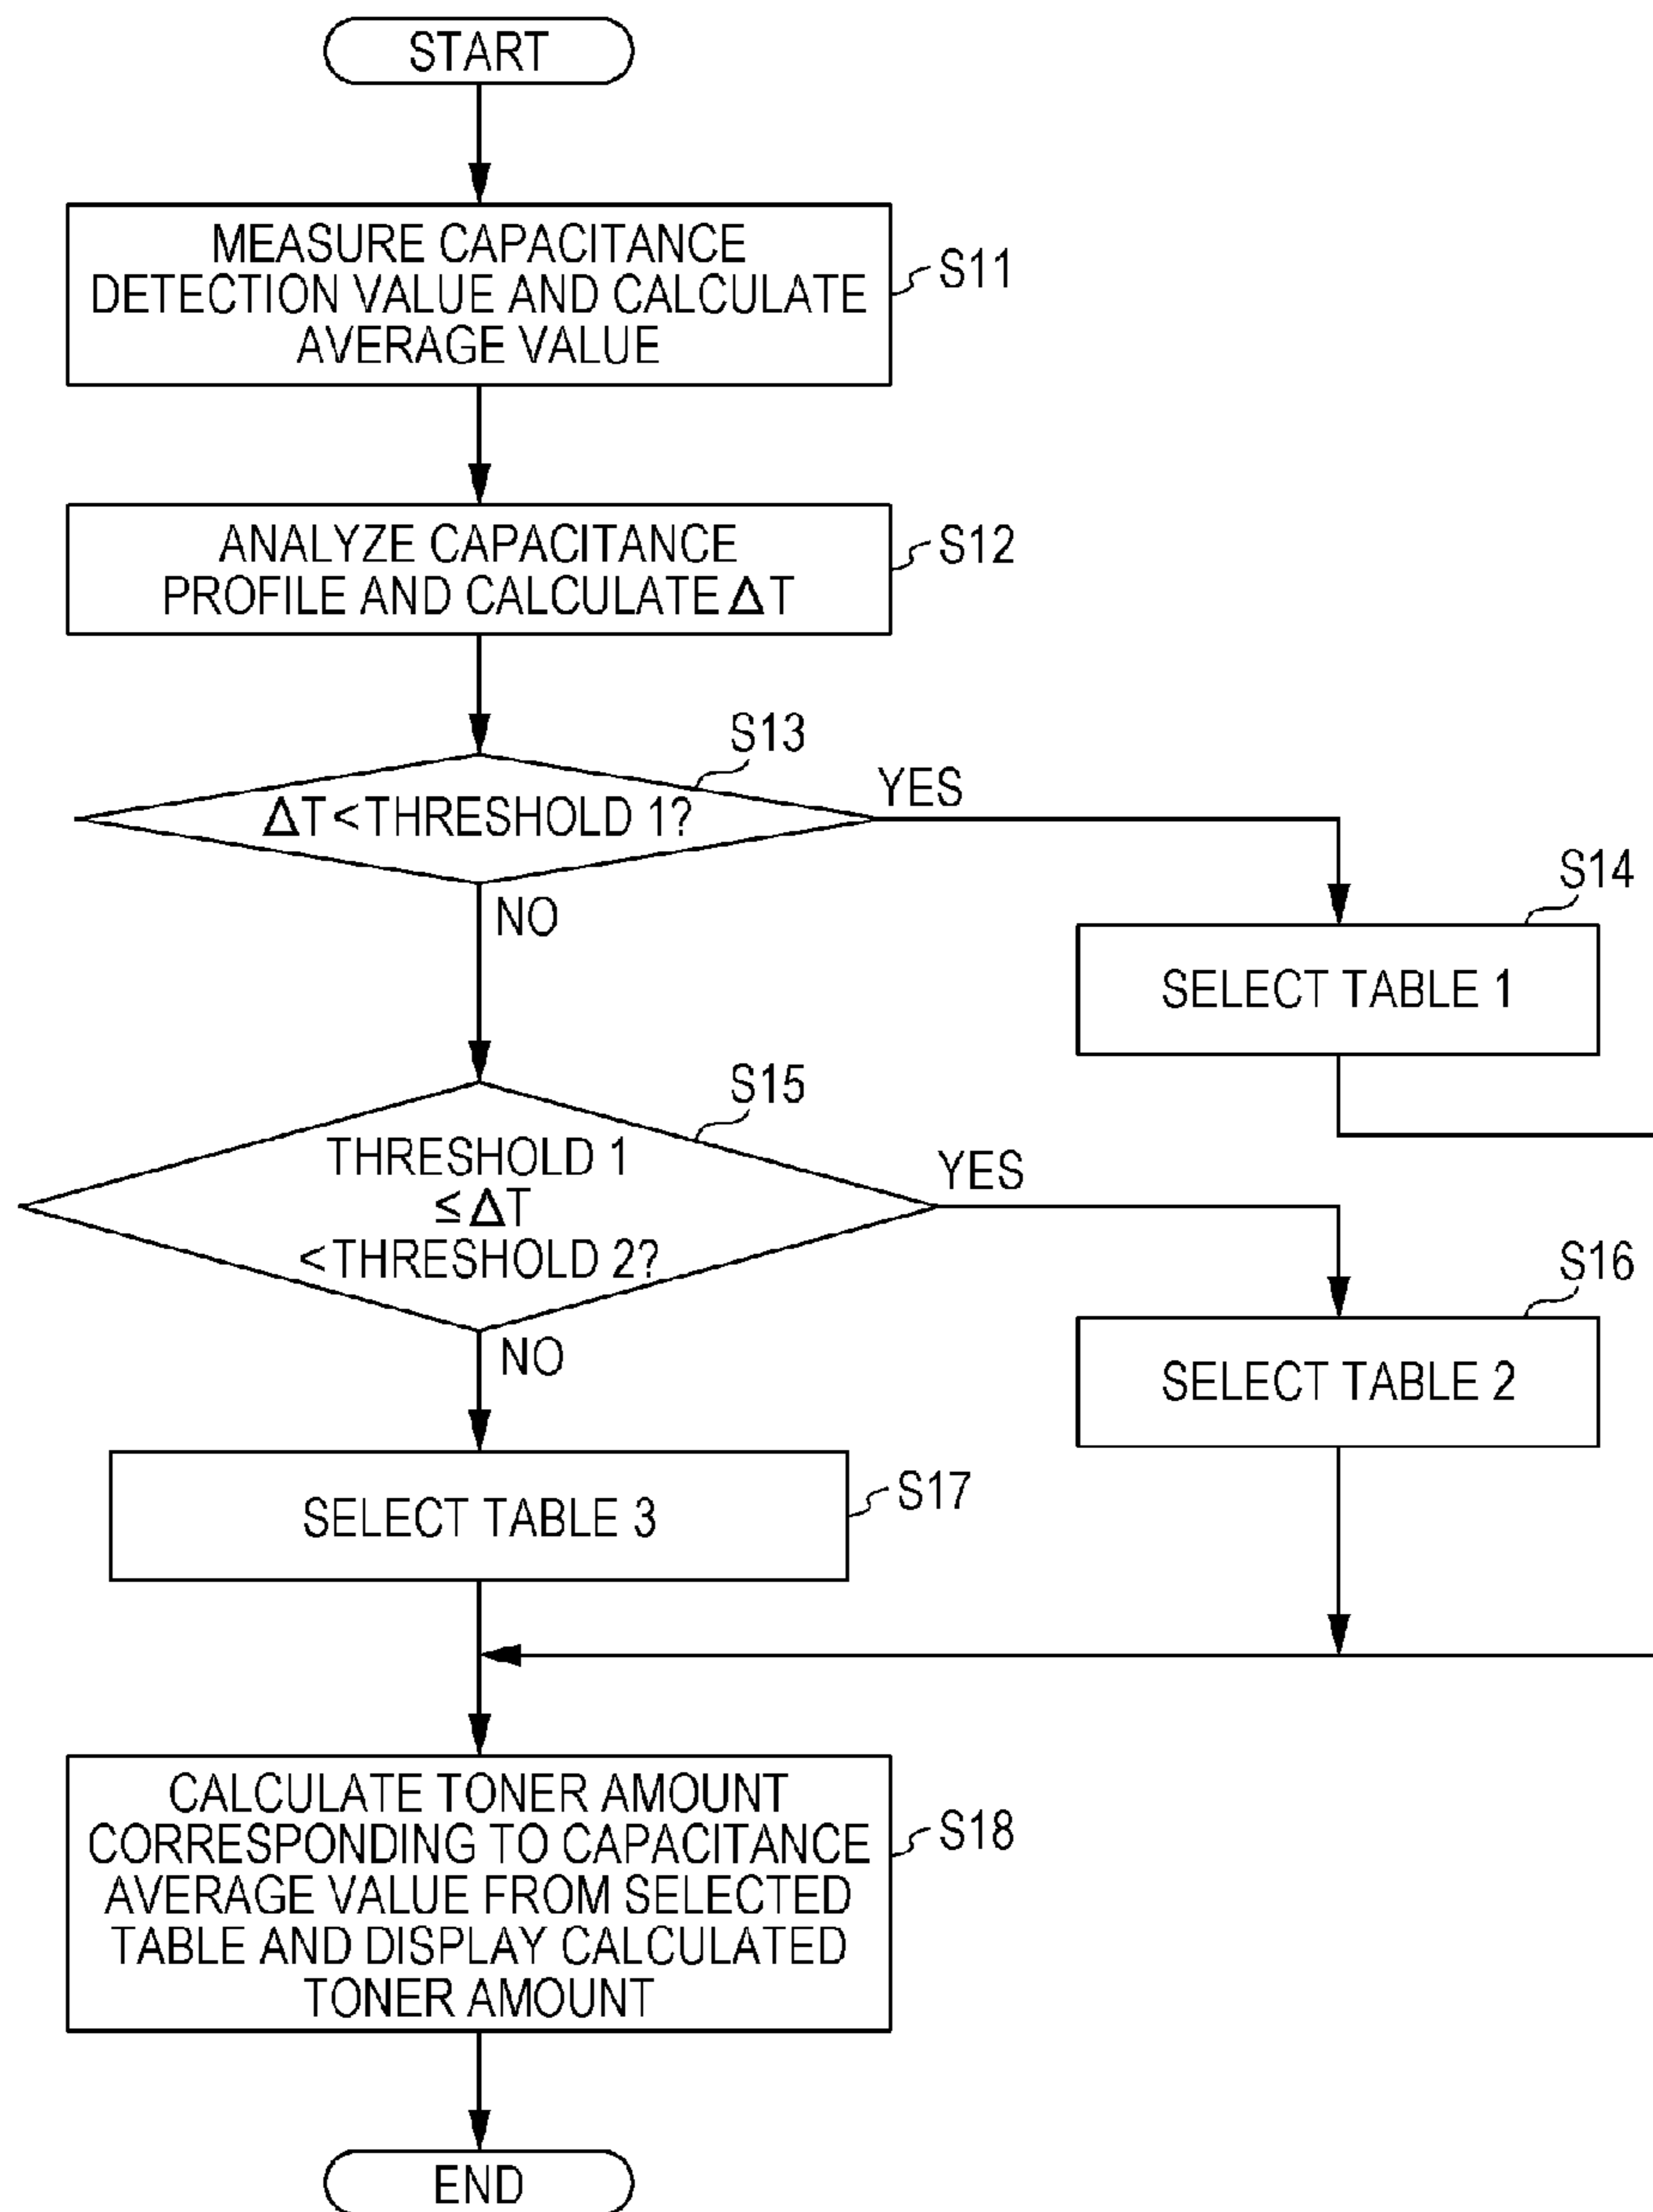 START
MEASURE CAPACITANCE
DETECTION VALUE AND CALCULATE
AVERAGE VALUE
S11
ANALYZE CAPACITANCE
PROFILE AND CALCULATE ΔT
S12
S13
ΔT<THRESHOLD 1?
YES
NO
S14
SELECT TABLE 1
S15
THRESHOLD 1
≤ΔT
<THRESHOLD 2?
YES
NO
S16
SELECT TABLE 2
SELECT TABLE 3
S17
CALCULATE TONER AMOUNT
CORRESPONDING TO CAPACITANCE
AVERAGE VALUE FROM SELECTED
TABLE AND DISPLAY CALCULATED
TONER AMOUNT
S18
END